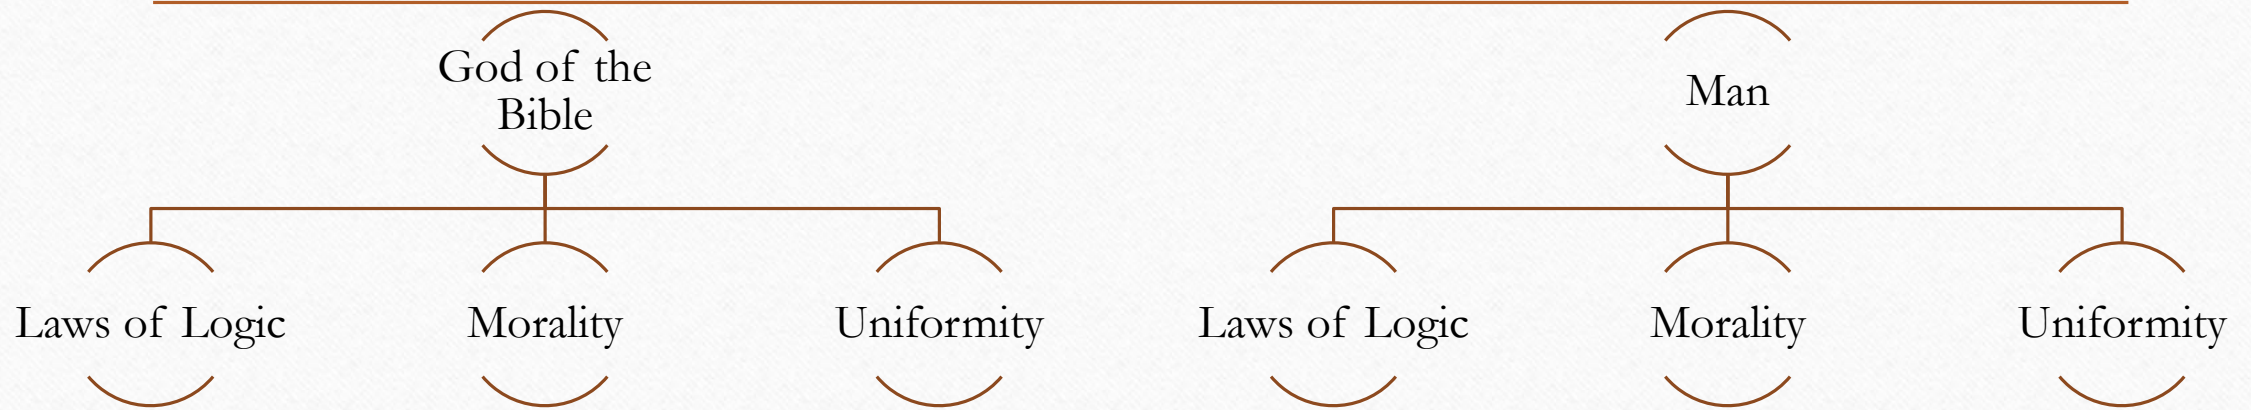 God of the
Bible
Man
Laws of Logic
Morality
Uniformity
Laws of Logic
Morality
Uniformity